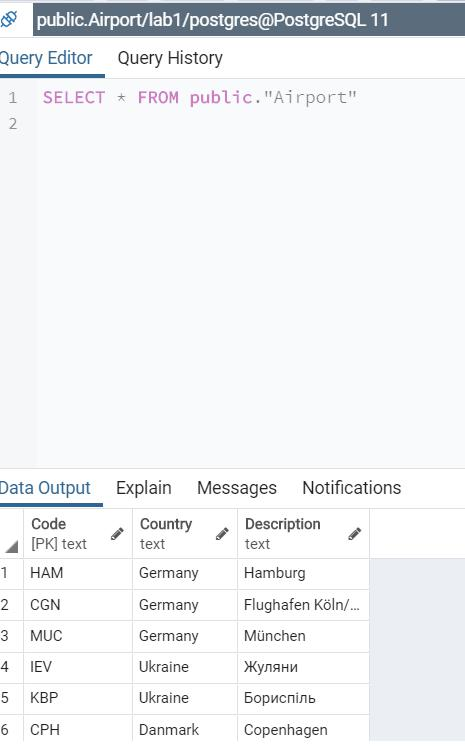 public.Airport/lab1/postgres@PostgreSQL 11
Query Editor Query History
1 SELECT * FROM public."Airport"
2
Data Output Explain Messages Notifications
Code Country Description
[PK] text text text
1 HAM Germany Hamburg
2 CGN Germany Flughafen Köln/...
3 MUC Germany München
4 IEV Ukraine Жуляни
5 KBP Ukraine Бориспіль
6 CPH Danmark Copenhagen